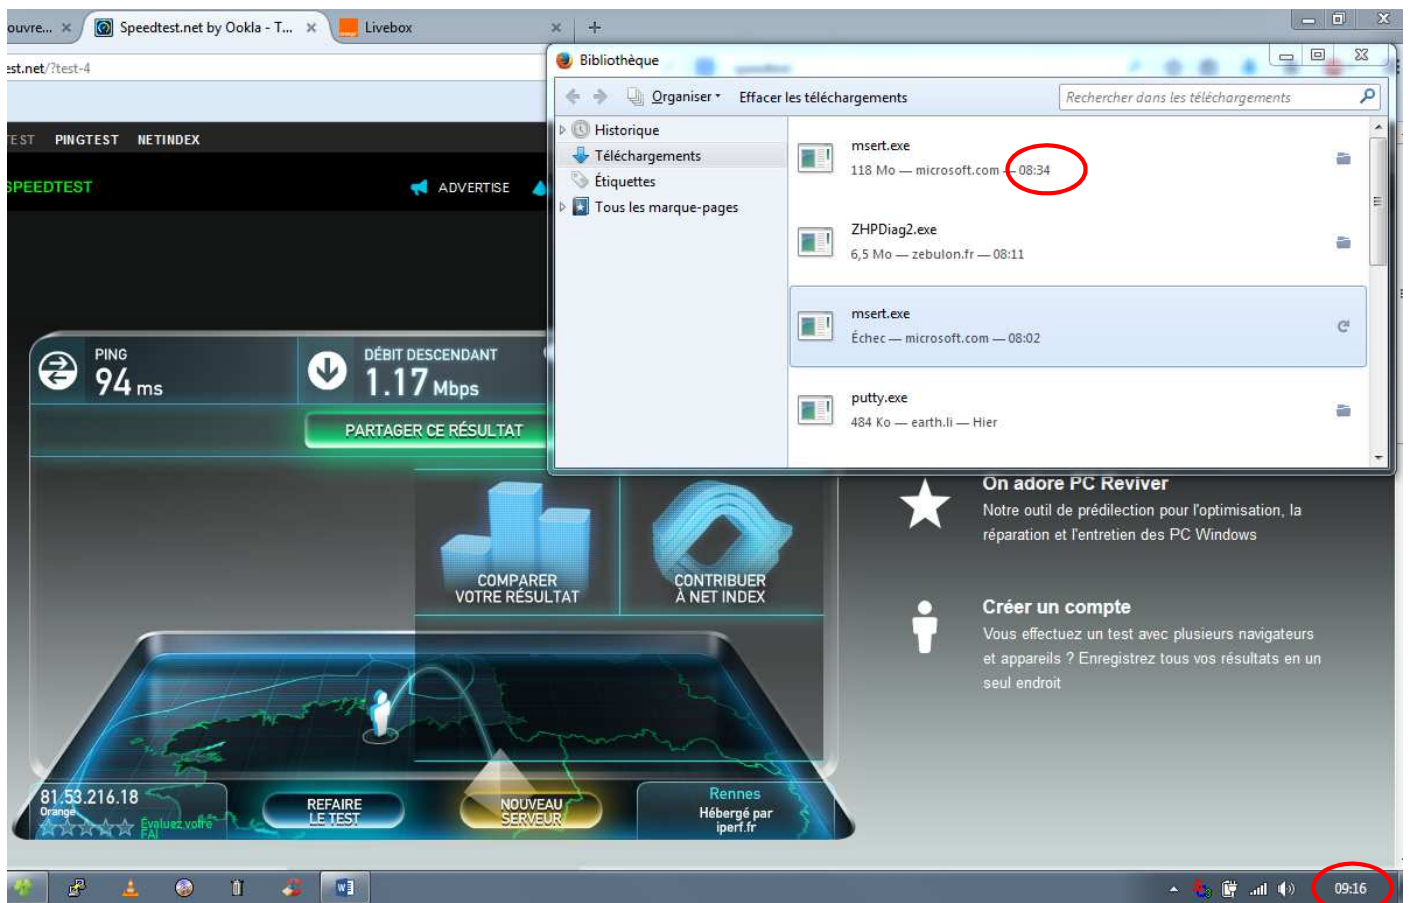 ouvre...
Speedtest.net by Ookla - T...
Livebox
est.net/?test-4
Bibliothèque
Organiser
Effacer les téléchargements
Rechercher dans les téléchargements
Historique
Téléchargements
Étiquettes
Tous les marque-pages
msert.exe
118 Mo — microsoft.com — 08:34
ZHPDiag2.exe
6,5 Mo — zebulon.fr — 08:11
msert.exe
Échec — microsoft.com — 08:02
putty.exe
484 Ko — earth.li — Hier
EST PINGTEST NETINDEX
SPEEDTEST
ADVERTISE
PING
94 ms
DÉBIT DESCENDANT
1.17 Mbps
PARTAGER CE RÉSULTAT
COMPARER
VOTRE RÉSULTAT
CONTRIBUER
À NET INDEX
On adore PC Reviver
Notre outil de prédilection pour l'optimisation, la
réparation et l'entretien des PC Windows
Créer un compte
Vous effectuez un test avec plusieurs navigateurs
et appareils ? Enregistrez tous vos résultats en un
seul endroit
81.53.216.18
Orange
Évaluez votre
FAI
REFAIRE
LE TEST
NOUVEAU
SERVEUR
Rennes
Hébergé par
iperf.fr
09:16